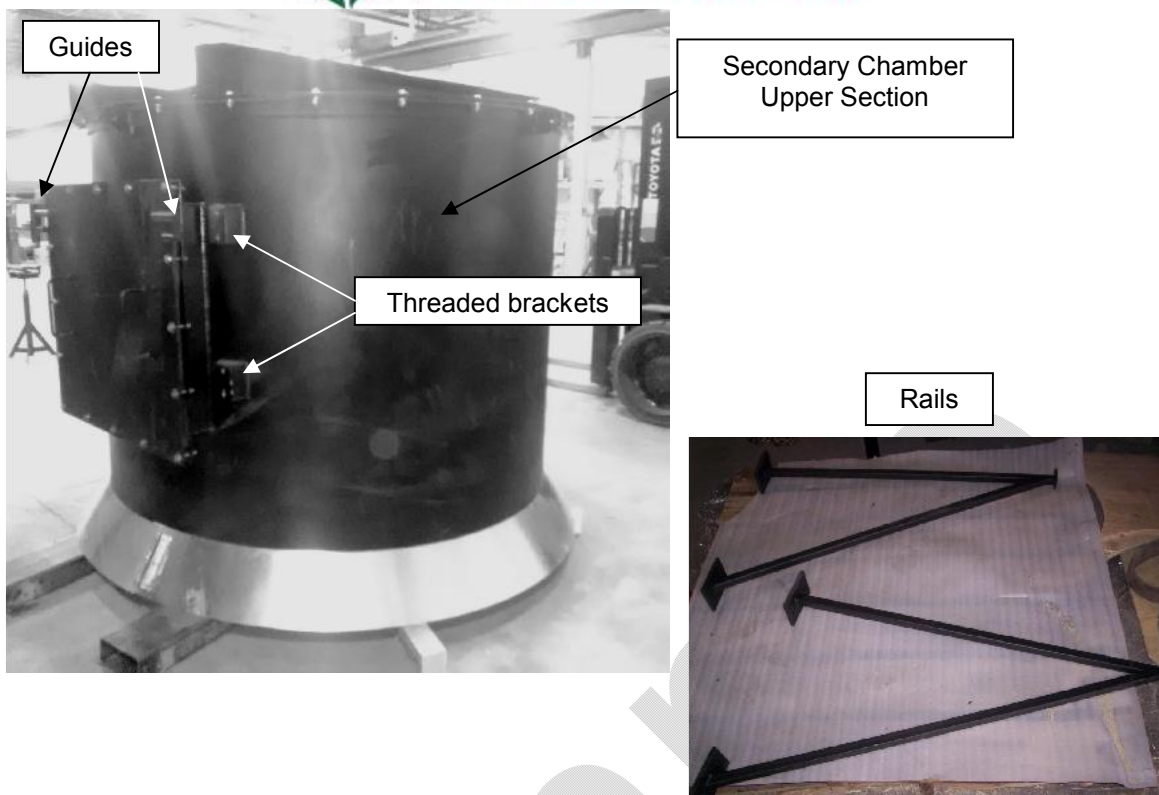 Guides
Secondary Chamber
Upper Section
TOYOTA
Threaded brackets
Rails